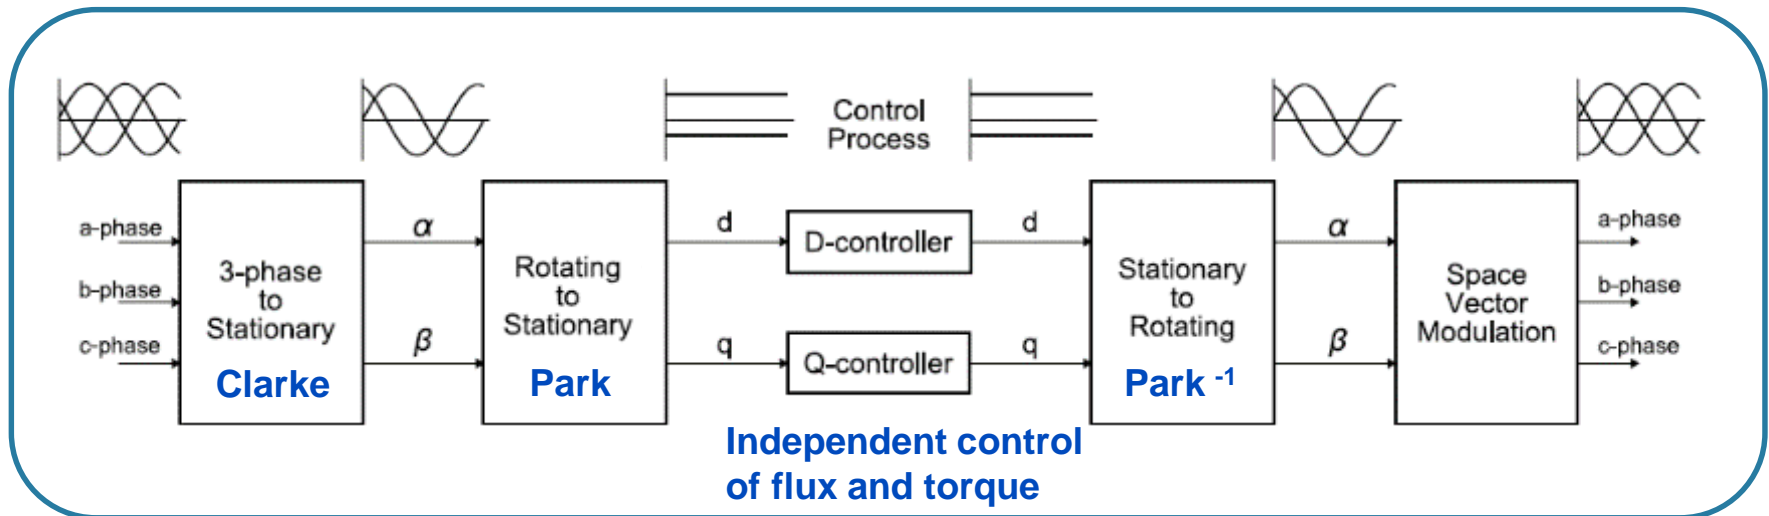 Control
Process
a-phase
b-phase
c-phase
3-phase
to
Stationary
Clarke
α
β
Rotating
to
Stationary
Park
d
q
D-controller
Q-controller
d
q
Stationary
to
Rotating
Park -1
α
β
Space
Vector
Modulation
a-phase
b-phase
c-phase
Independent control
of flux and torque